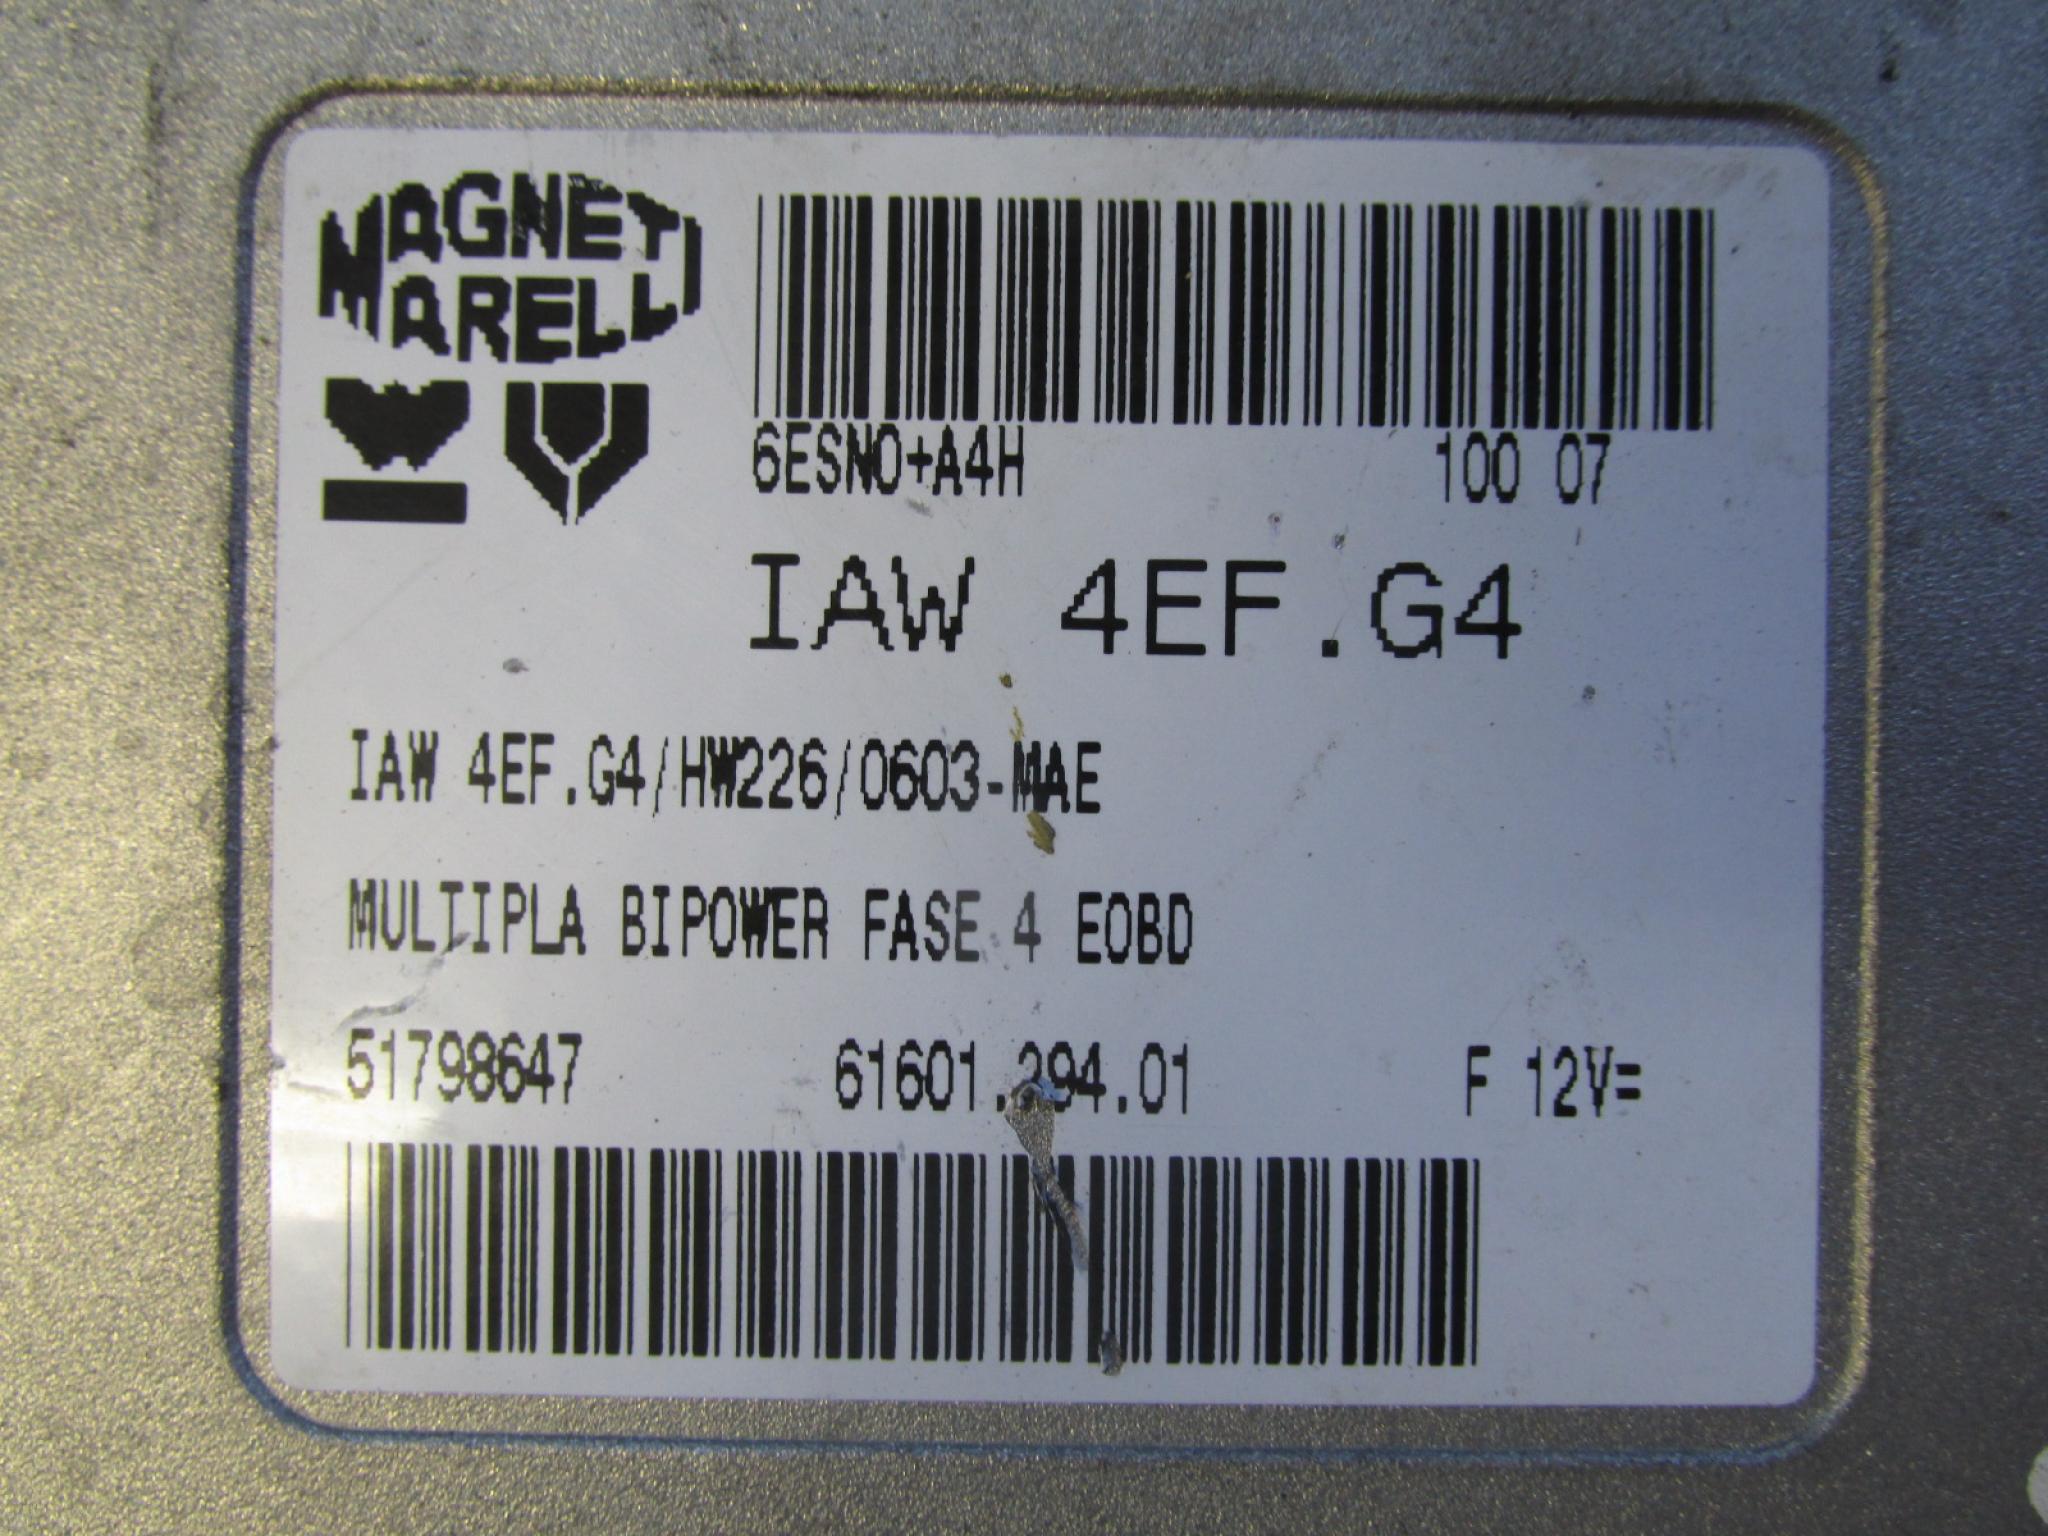 MAGNETI
MARELLI
6ESNO+A4H 100 07
IAW 4EF.G4
IAW 4EF.G4/HW226/0603-MAE
MULTIPLA BIPOWER FASE 4 EOBD
51798647 61601.294.01 F 12V=